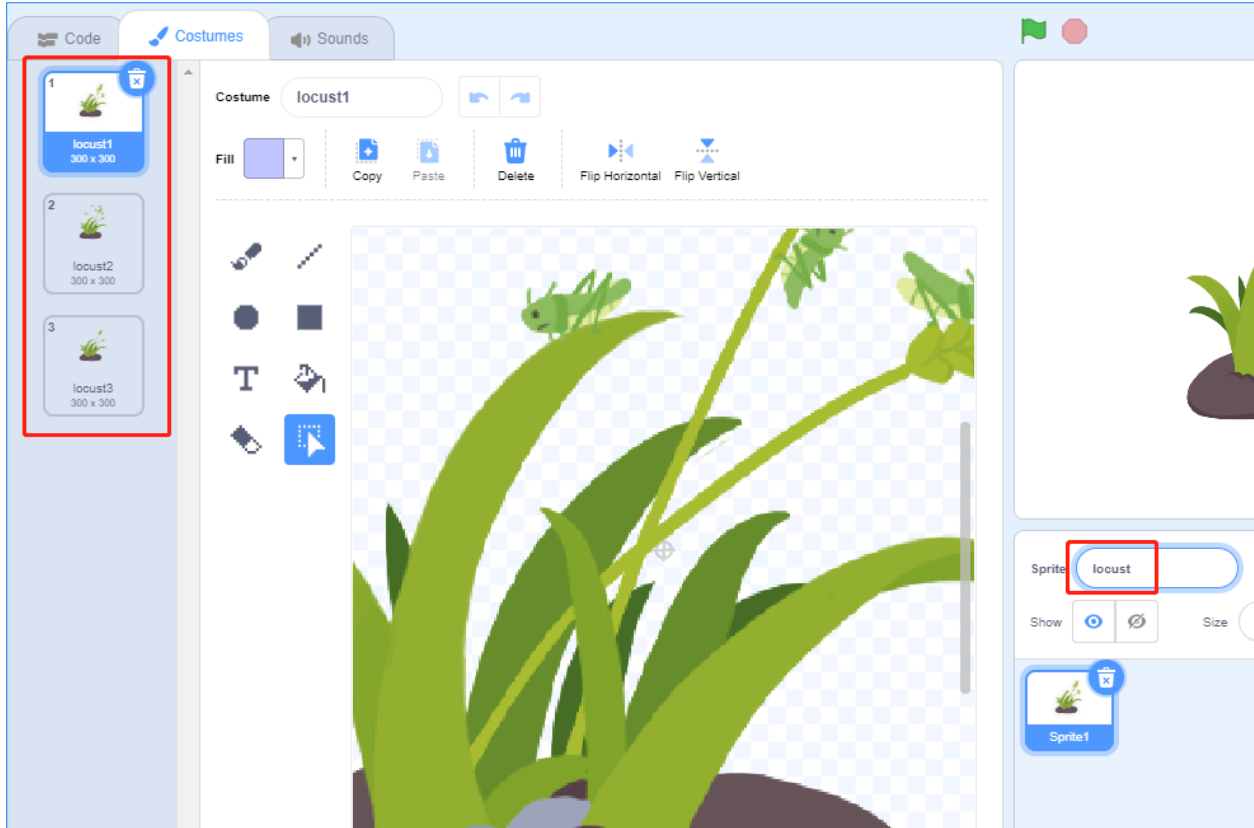 Code
Costumes
Sounds
1
locust1
300 x 300
2
locust2
300 x 300
3
locust3
300 x 300
Costume
locust1
Fill
Copy
Paste
Delete
Flip Horizontal
Flip Vertical
T
Sprite
locust
Show
Size
Sprite1